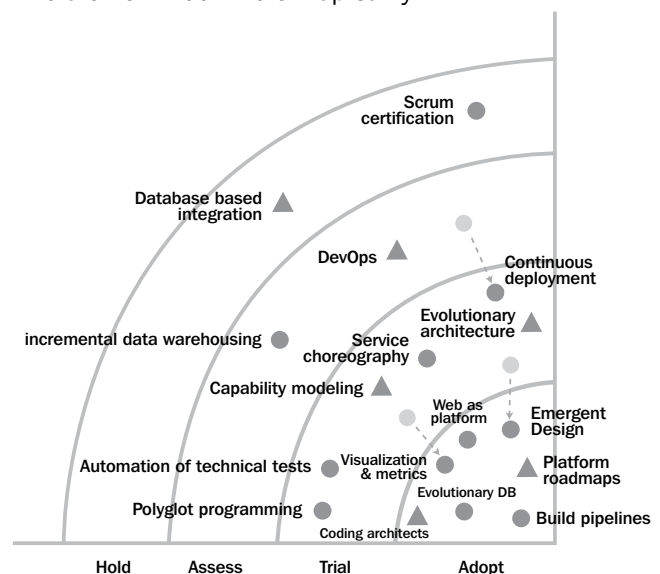 Scrum
certification
Database based
integration
DevOps
Continuous
deployment
Evolutionary
architecture
incremental data warehousing
Service
choreography
Capability modeling
Web as
platform
Emergent
Design
Automation of technical tests
Visualization
& metrics
Platform
roadmaps
Evolutionary DB
Polyglot programming
Build pipelines
Coding architects
Hold
Assess
Trial
Adopt